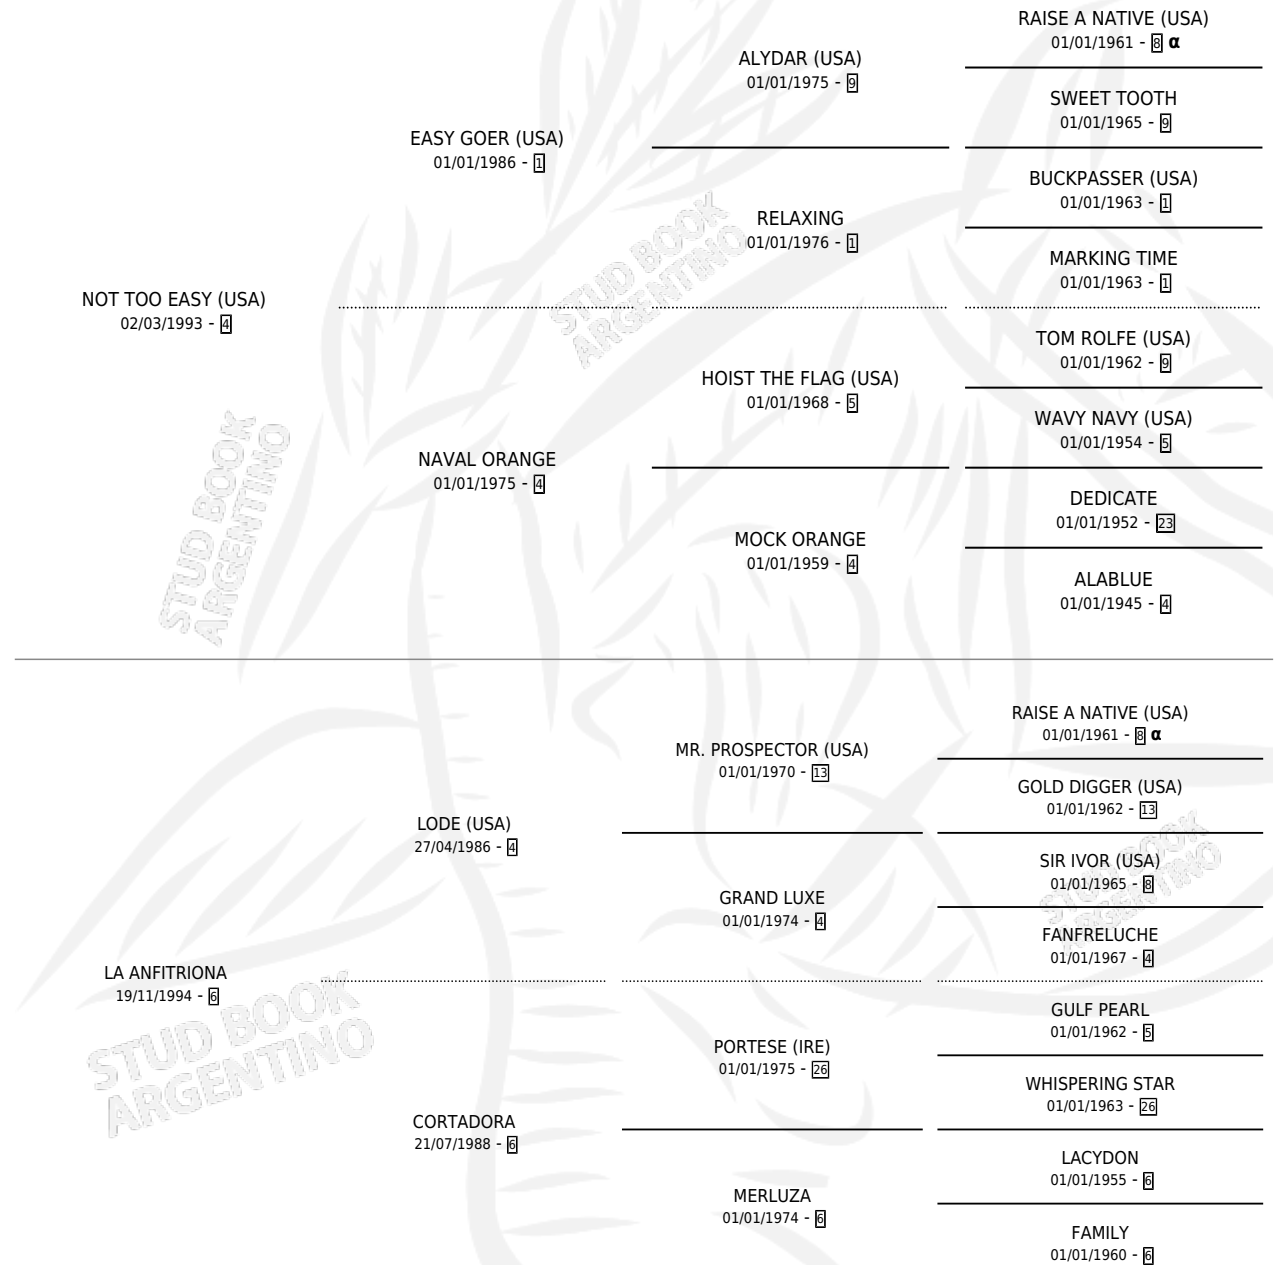 RAISE A NATIVE (USA)
01/01/1961 - 8 α
ALYDAR (USA)
01/01/1975 - 9
SWEET TOOTH
01/01/1965 - 9
EASY GOER (USA)
01/01/1986 - 1
BUCKPASSER (USA)
01/01/1963 - 1
RELAXING
01/01/1976 - 1
MARKING TIME
01/01/1963 - 1
NOT TOO EASY (USA)
02/03/1993 - 4
TOM ROLFE (USA)
01/01/1962 - 9
HOIST THE FLAG (USA)
01/01/1968 - 5
WAVY NAVY (USA)
01/01/1954 - 5
NAVAL ORANGE
01/01/1975 - 4
DEDICATE
01/01/1952 - 23
MOCK ORANGE
01/01/1959 - 4
ALABLUE
01/01/1945 - 4
RAISE A NATIVE (USA)
01/01/1961 - 8 α
MR. PROSPECTOR (USA)
01/01/1970 - 13
GOLD DIGGER (USA)
01/01/1962 - 13
LODE (USA)
27/04/1986 - 4
SIR IVOR (USA)
01/01/1965 - 8
GRAND LUXE
01/01/1974 - 4
FANFRELUCHE
01/01/1967 - 4
LA ANFITRIONA
19/11/1994 - 6
GULF PEARL
01/01/1962 - 5
PORTESE (IRE)
01/01/1975 - 26
WHISPERING STAR
01/01/1963 - 26
CORTADORA
21/07/1988 - 6
LACYDON
01/01/1955 - 6
MERLUZA
01/01/1974 - 6
FAMILY
01/01/1960 - 6
STUD BOOK
ARGENTINO
STUD BOOK
ARGENTINO
STUD BOOK
ARGENTINO
STUD BOOK
ARGENTINO